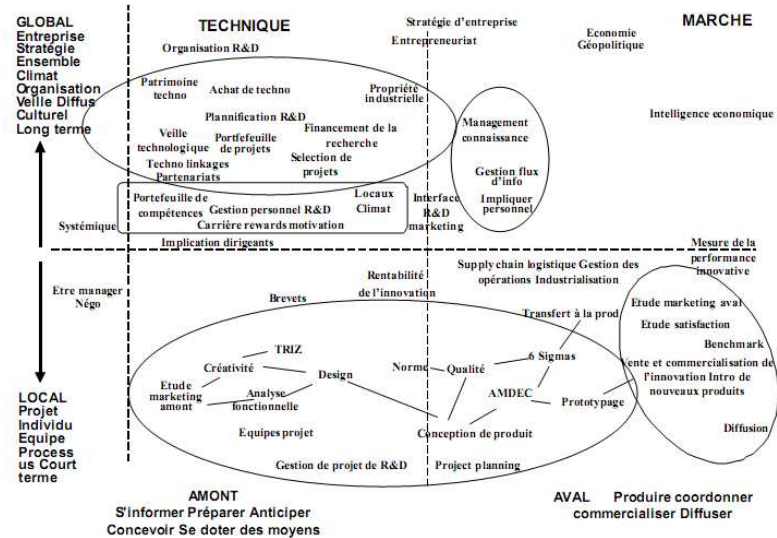 GLOBAL
Entreprise
Stratégie
Ensemble
Climat
Organisation
Veille Diffus
Culturel
Long terme
TECHNIQUE
Stratégie d'entreprise
Entrepreneuriat
Economie
Géopolitique
MARCHE
Organisation R&D
Patrimoine
techno
Achat de techno
Propriété
industrielle
Plannification R&D
Veille
technologique
Portfefeuille
de projets
Financement de la
recherche
Techno linkages
Selection de
projets
Partenariats
Management
connaissance
Intelligence economique
Gestion flux
d'info
Impliquer
personnel
Portefeuille de
compétences
Gestion personnel R&D
Locaux
Climat
Carrière rewards motivation
Interface
R&D
marketing
Systémique
Implication dirigeants
Mesure de la
performance
innovative
Etre manager
Négo
Brevets
Rentabilité
de l'innovation
Supply chain logistique Gestion des
opérations Industrialisation
Transfert à la prod
Etude marketing aval
Etude satisfaction
Benchmark
Vente et commercialisation de
l'innovation Intro de
nouveaux produits
Diffusion
TRIZ
Créativité
Design
Norme
Qualité
6 Sigmas
Etude
marketing
amont
Analyse
fonctionnelle
AMDEC
Prototypage
Equipes projet
Conception de produit
Gestion de projet de R&D
Project planning
LOCAL
Projet
Individu
Equipe
Process
us Court
terme
AMONT
S'informer Préparer Anticiper
Concevoir Se doter des moyens
AVAL Produire coordonner
commercialiser Diffuser